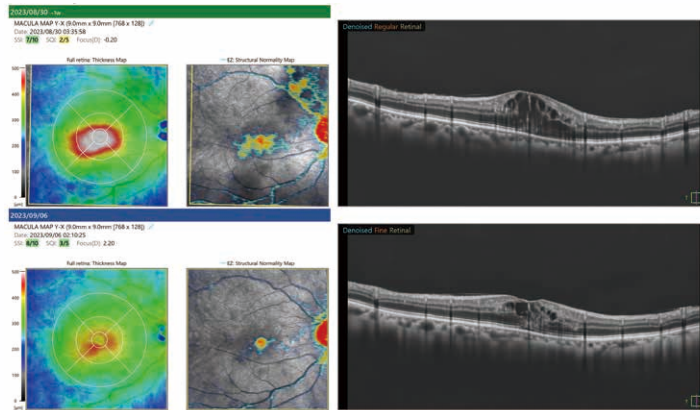 2023/08/30
MACULA MAP Y-X (9.0mm x 9.0mm [768 x 128])
Date: 2023/08/30 03:35:58
SSI: 7/10 SQI: 2/5 Focus(D): -0.20
Full retina: Thickness Map
EZ: Structural Normality Map
500
400
300
200
100
0
[μm]
Denoised Regular Retinal
2023/09/06
MACULA MAP Y-X (9.0mm x 9.0mm [768 x 128])
Date: 2023/09/06 02:10:25
SSI: 8/10 SQI: 3/5 Focus(D): 2.20
Full retina: Thickness Map
EZ: Structural Normality Map
500
400
300
200
100
0
[μm]
Denoised Fine Retinal